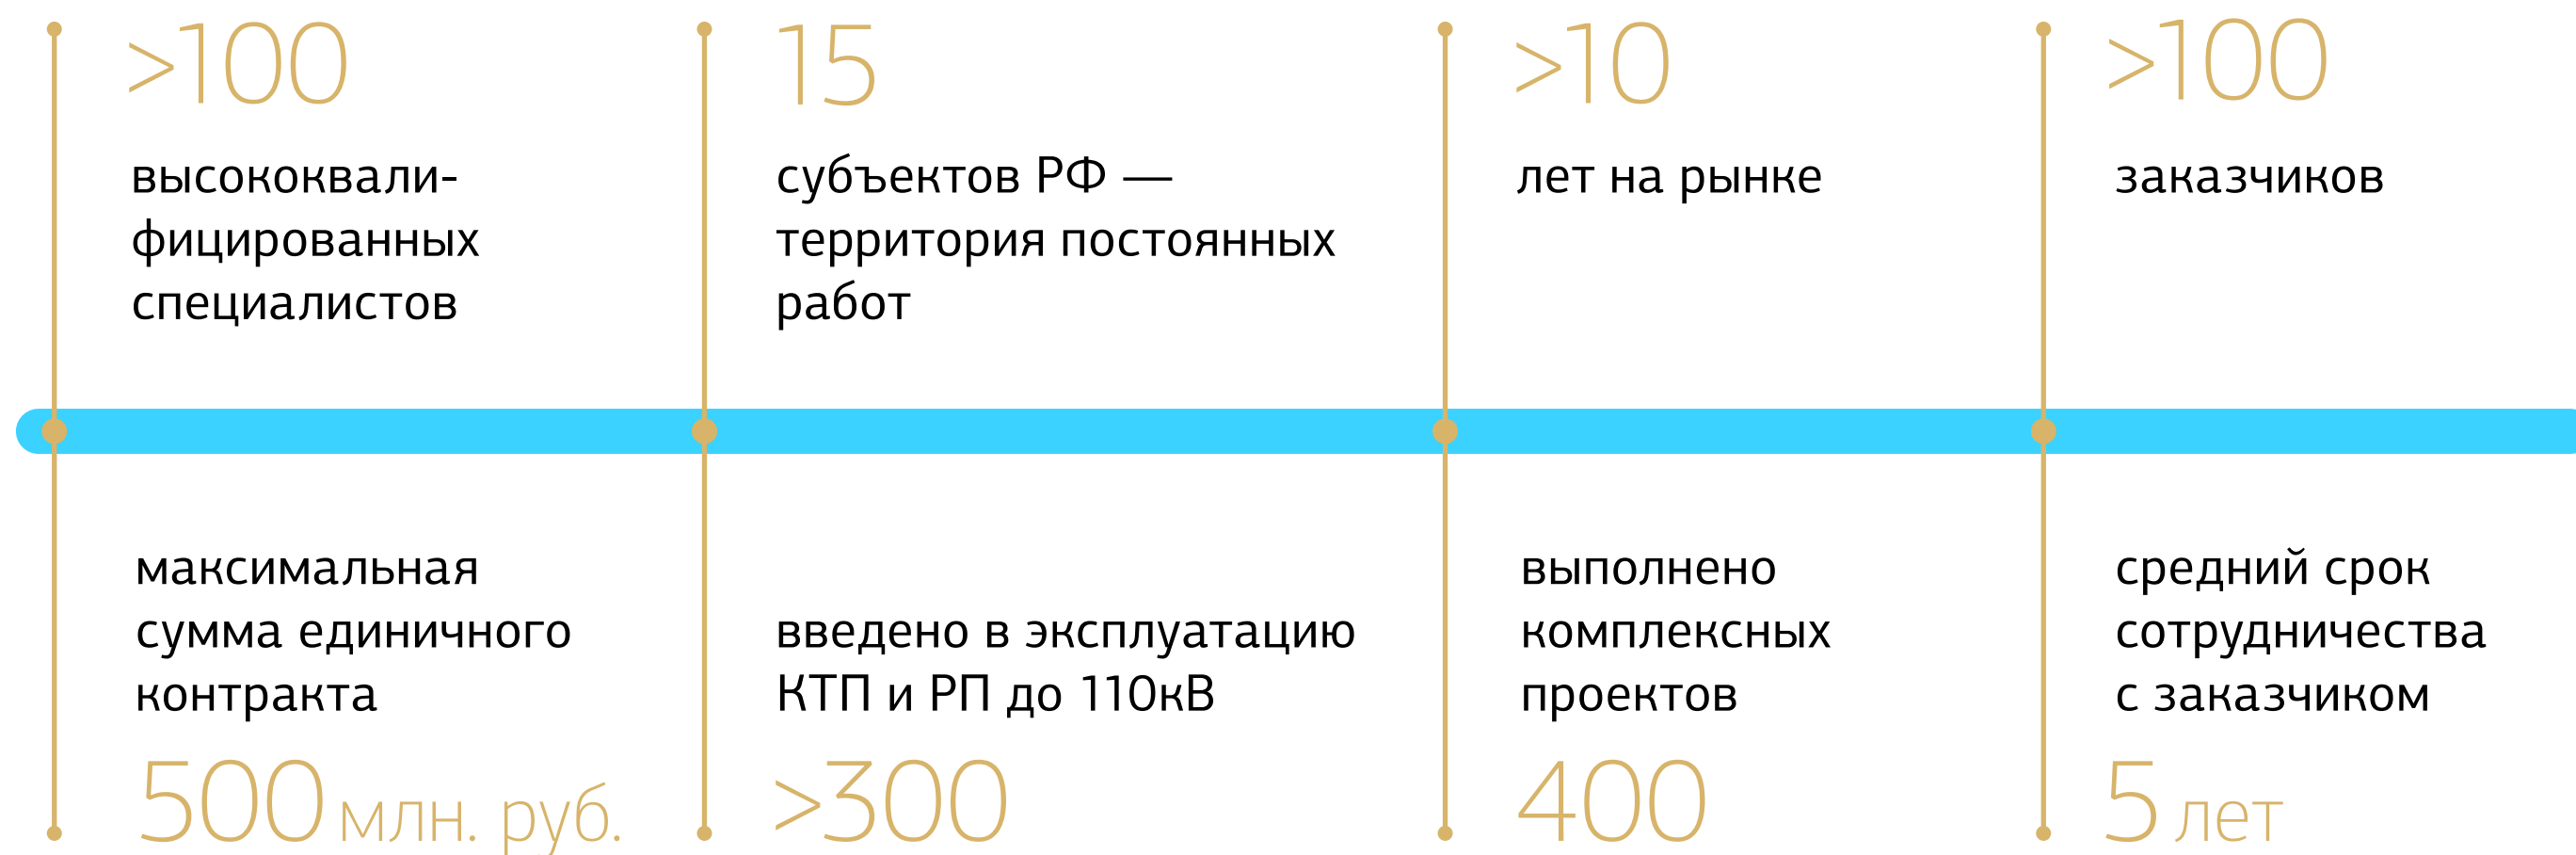 >100
высококвали-
фицированных
специалистов
15
субъектов РФ —
территория постоянных
работ
>10
лет на рынке
>100
заказчиков
максимальная
сумма единичного
контракта
500 млн. руб.
введено в эксплуатацию
КТП и РП до 110кВ
>300
выполнено
комплексных
проектов
400
средний срок
сотрудничества
с заказчиком
5 лет